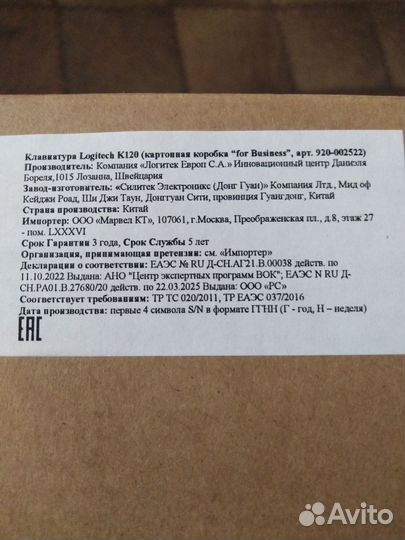 Клавиатура Logitech K120 (картонная коробка "for Business", арт. 920-002522)
Производитель: Компания «Логитек Европ С.А.» Инновационный центр Даниэля
Бореля,1015 Лозанна, Швейцария
Завод-изготовитель: «Силитек Электроникс (Донг Гуан)» Компания Лтд., Мид оф
Кейджи Роад, Ши Джи Таун, Донггуан Сити, провинция Гуангдонг, Китай
Страна производства: Китай
Импортер: ООО «Марвел КТ», 107061, г.Москва, Преображенская пл., д.8, этаж 27
- пом. LXXXVI
Срок Гарантии 3 года, Срок Службы 5 лет
Организация, принимающая претензии: см. «Импортер»
Декларации о соответствии: ЕАЭС № RU Д-CH.АГ21.В.00038 действ. по
11.10.2022 Выдана: АНО "Центр экспертных программ ВОК"; ЕАЭС N RU Д-
CH.РА01.В.27680/20 действ. по 22.03.2025 Выдана: ООО «РС»
Соответствует требованиям: ТР ТС 020/2011, ТР ЕАЭС 037/2016
Дата производства: первые 4 символа S/N в формате ГГНН (Г - год, Н – неделя)
EAC
Avito